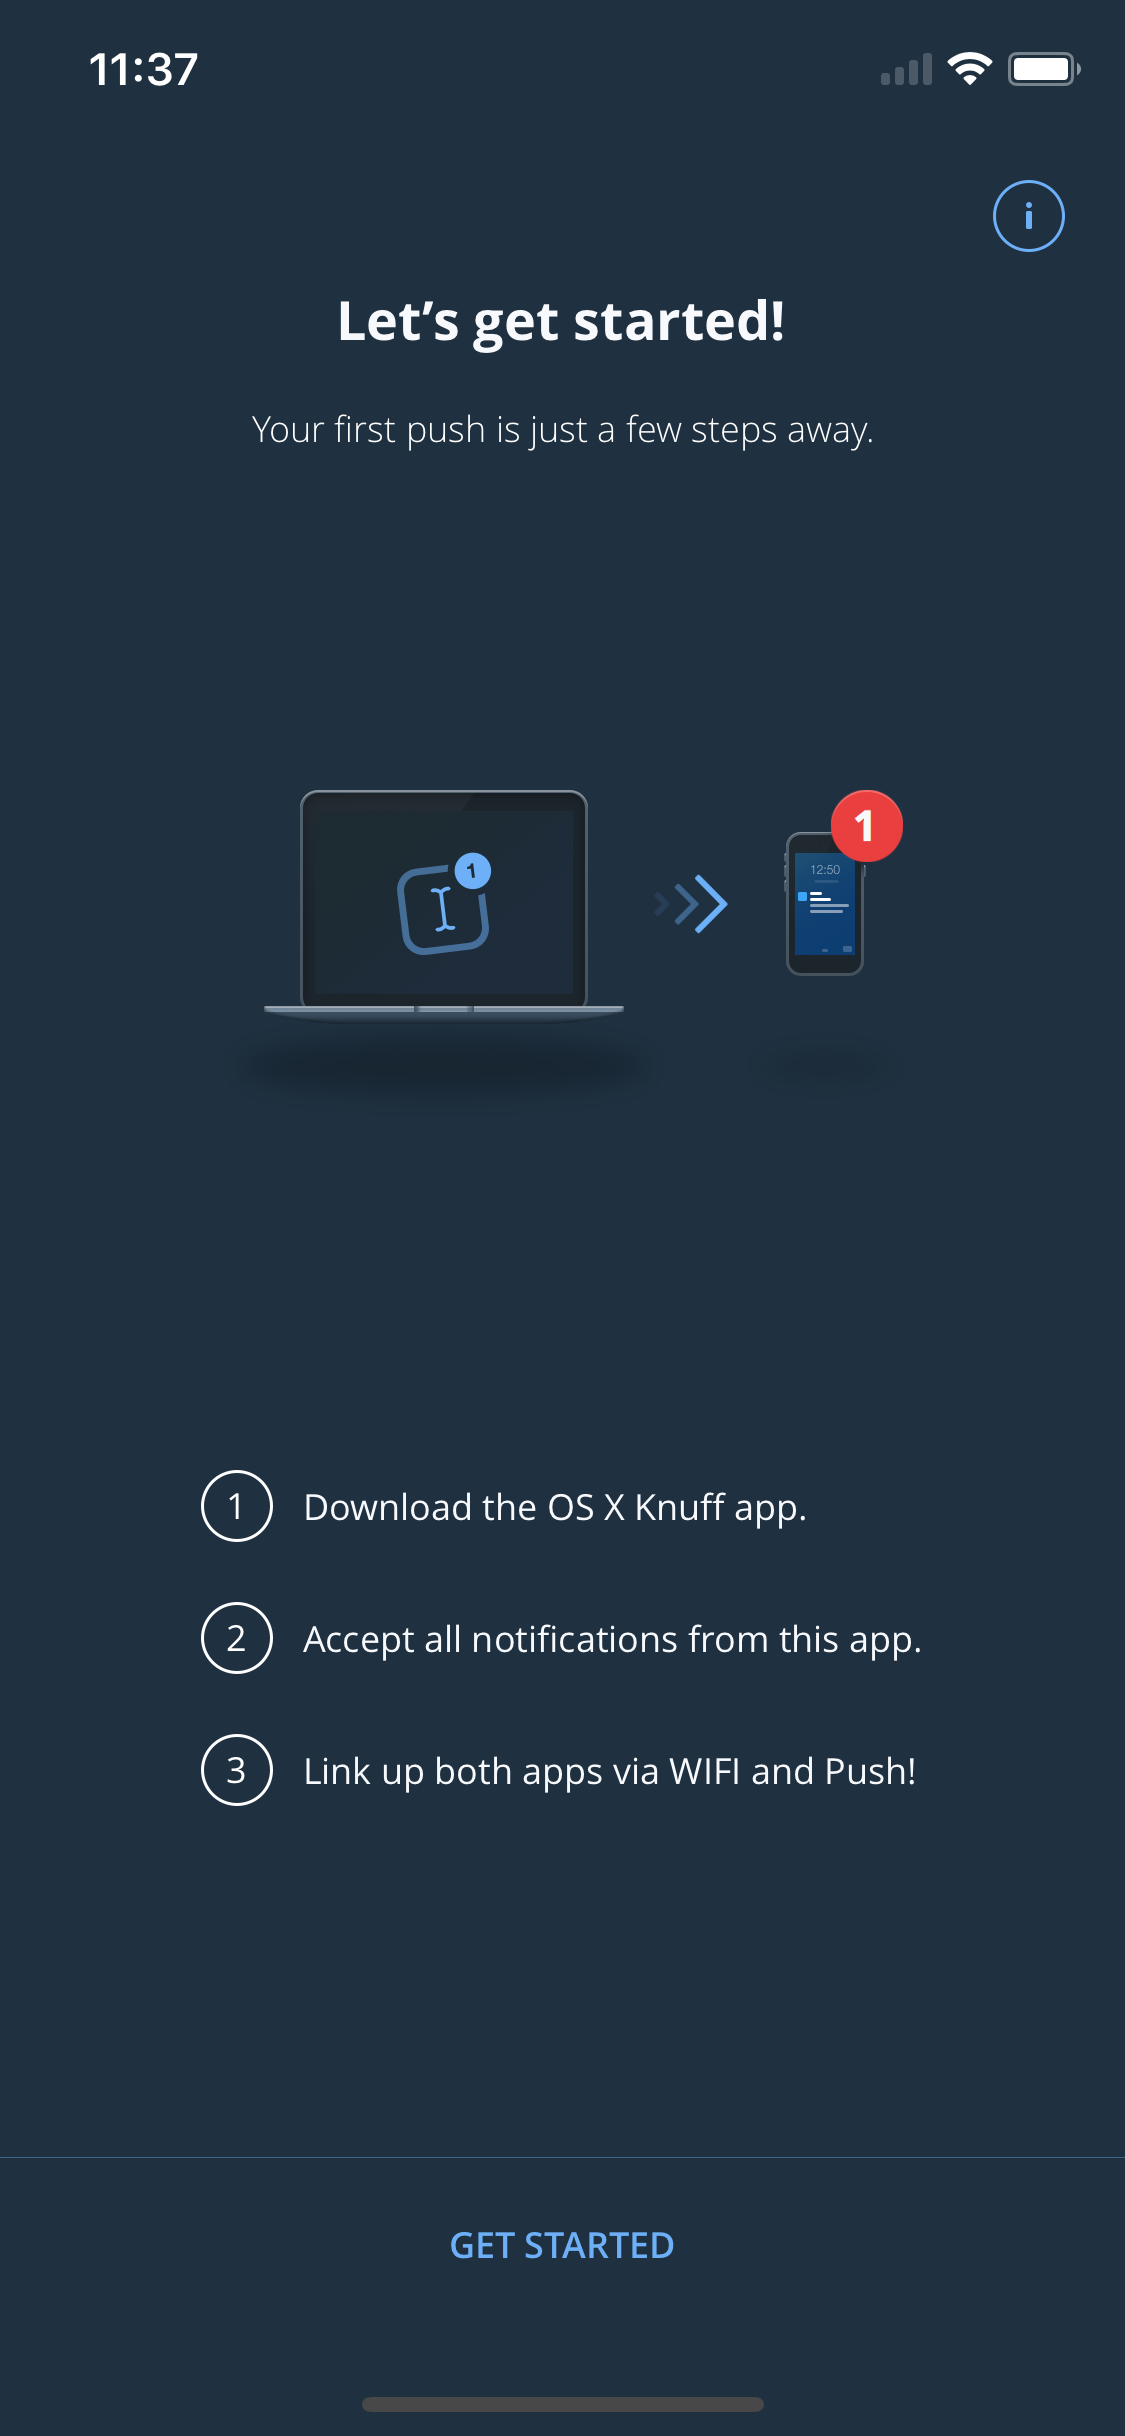 11:37
Let’s get started!
Your first push is just a few steps away.
1
1
12:50
1 Download the OS X Knuff app.
2 Accept all notifications from this app.
3 Link up both apps via WIFI and Push!
GET STARTED